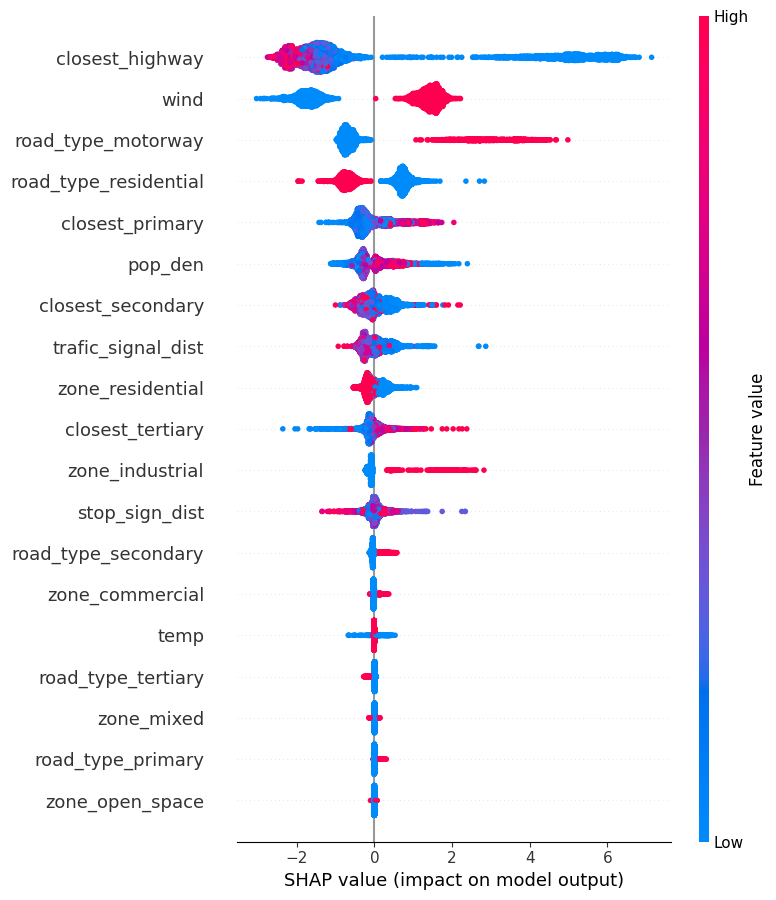 High
closest_highway
wind
road_type_motorway
road_type_residential
closest_primary
pop_den
closest_secondary
trafic_signal_dist
zone_residential
closest_tertiary
zone_industrial
stop_sign_dist
road_type_secondary
zone_commercial
temp
road_type_tertiary
zone_mixed
road_type_primary
zone_open_space
Feature value
Low
−2 0 2 4 6
SHAP value (impact on model output)